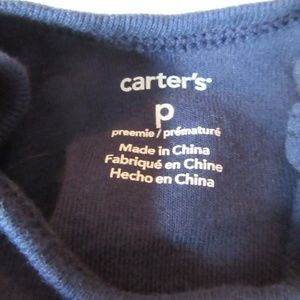 carter's
p
preemie / prématuré
Made in China
Fabriqué en Chine
Hecho en China